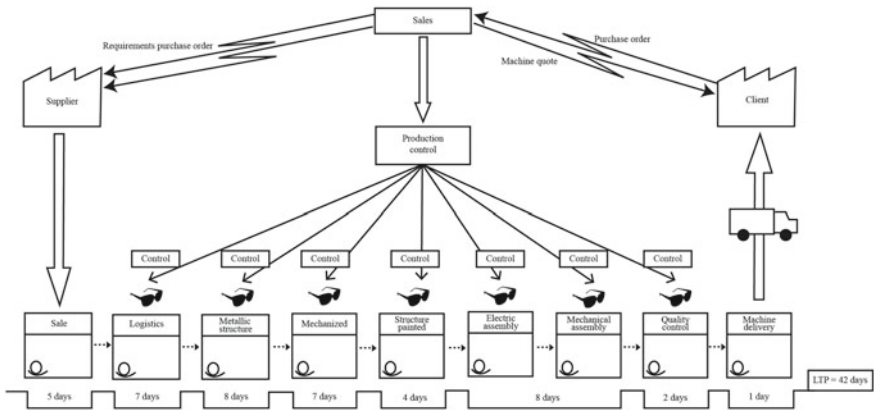 Sales
Requirements purchase order
Purchase order
Machine quote
Supplier
Client
Production
control
Control
Control
Control
Control
Control
Control
Control
Sale
Logistics
Metallic
structure
Mechanized
Structure
painted
Electric
assembly
Mechanical
assembly
Quality
control
Machine
delivery
5 days
7 days
8 days
7 days
4 days
8 days
2 days
1 day
LTP = 42 days